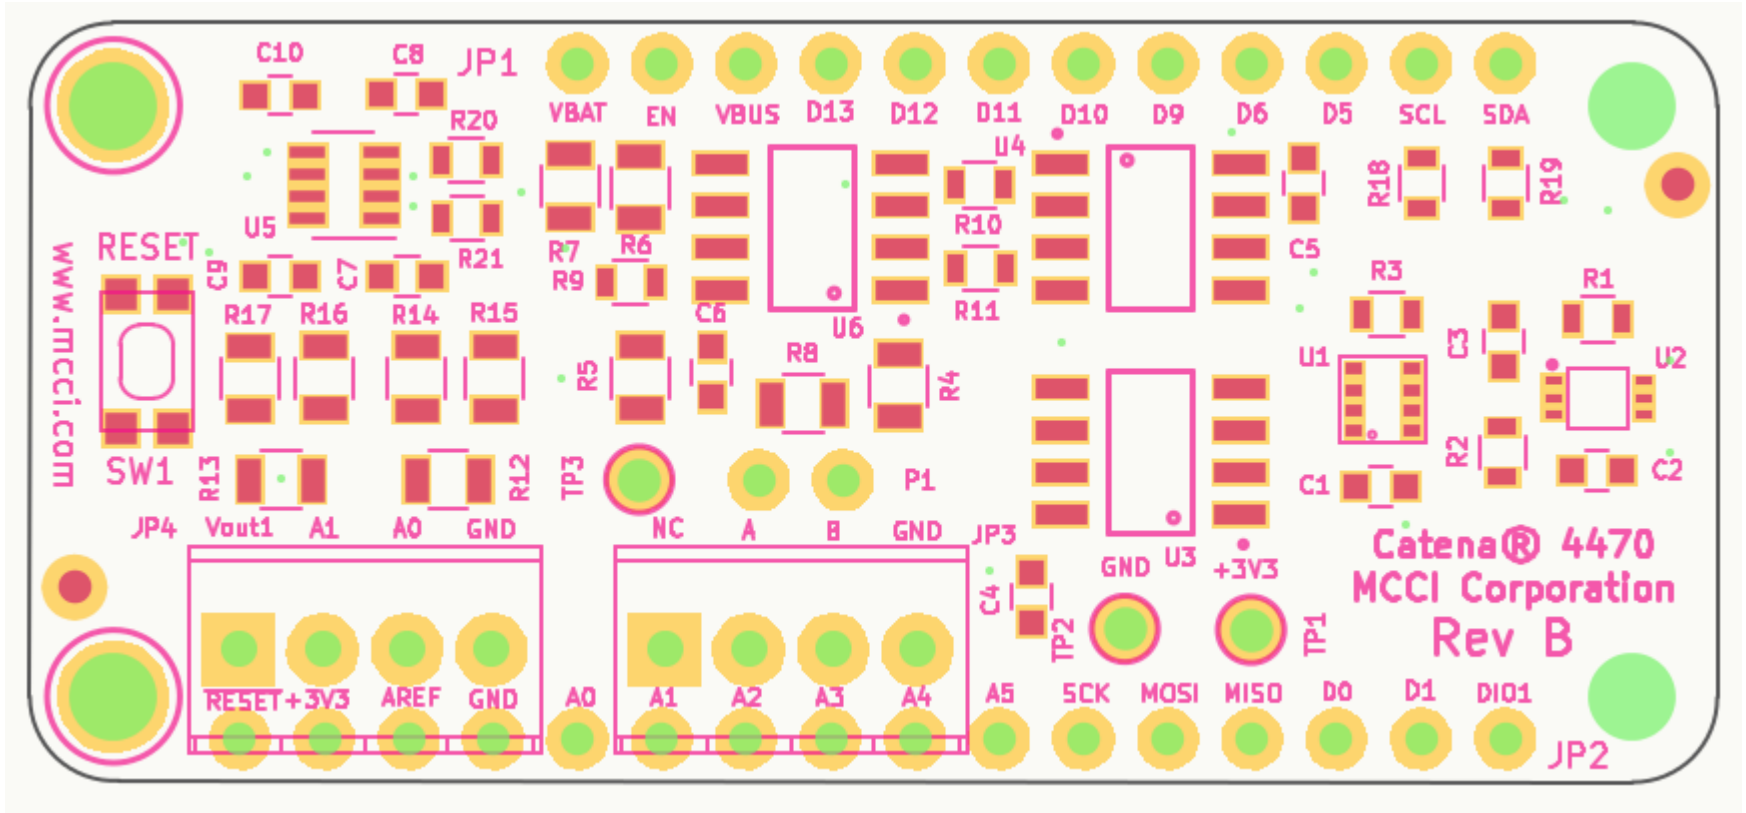 C10
C8
JP1
VBAT
EN
VBUS
D13
D12
D11
D10
D9
D6
D5
SCL
SDA
R20
U4
R18
R19
U5
R21
R7
R6
R10
C5
RESET
C9
C7
R9
R11
R3
R1
www.mcci.com
R17
R16
R14
R15
C6
U6
R8
R5
R4
U1
C3
U2
SW1
R13
R12
TP3
P1
C1
R2
C2
JP4
Vout1
A1
A0
GND
NC
A
B
GND
JP3
GND
U3
+3V3
Catena® 4470
MCCI Corporation
Rev B
C4
TP2
TP1
RESET
+3V3
AREF
GND
A0
A1
A2
A3
A4
A5
SCK
MOSI
MISO
D0
D1
DIO1
JP2